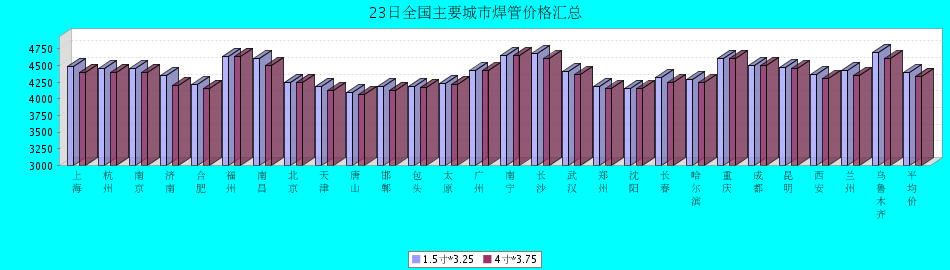 23日全国主要城市焊管价格汇总
4750
4500
4250
4000
3750
3500
3250
3000
上海
杭州
南京
济南
合肥
福州
南昌
北京
天津
唐山
邯郸
包头
太原
广州
南宁
长沙
武汉
郑州
沈阳
长春
哈尔滨
重庆
成都
昆明
西安
兰州
乌鲁木齐
平均价
1.5寸*3.25
4寸*3.75